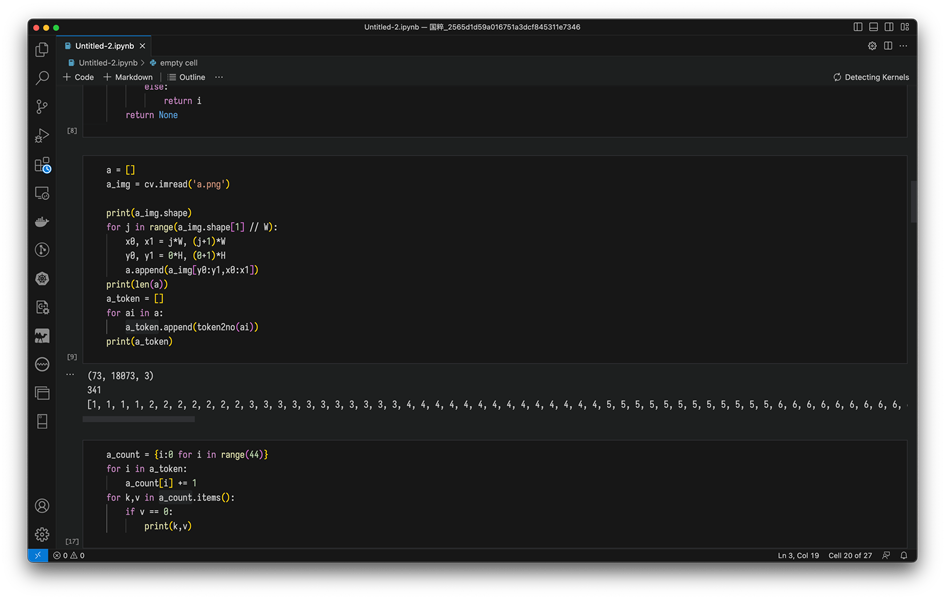 Untitled-2.ipynb — 国粹_2565d1d59a016751a3dcf845311e7346
Untitled-2.ipynb
Untitled-2.ipynb > empty cell
+ Code + Markdown Outline ...
Detecting Kernels
else:
return i
return None
[8]
a = []
a_img = cv.imread('a.png')
print(a_img.shape)
for j in range(a_img.shape[1] // W):
x0, x1 = j*W, (j+1)*W
y0, y1 = 0*H, (0+1)*H
a.append(a_img[y0:y1,x0:x1])
print(len(a))
a_token = []
for ai in a:
a_token.append(token2no(ai))
print(a_token)
[9]
... (73, 18073, 3)
341
[1, 1, 1, 1, 2, 2, 2, 2, 2, 2, 2, 3, 3, 3, 3, 3, 3, 3, 3, 3, 3, 3, 4, 4, 4, 4, 4, 4, 4, 4, 4, 4, 4, 4, 4, 4, 5, 5, 5, 5, 5, 5, 5, 5, 5, 5, 5, 5, 6, 6, 6, 6, 6, 6, 6, 6, 6,
a_count = {i:0 for i in range(44)}
for i in a_token:
a_count[i] += 1
for k,v in a_count.items():
if v == 0:
print(k,v)
[17]
0 0
Ln 3, Col 19 Cell 20 of 27